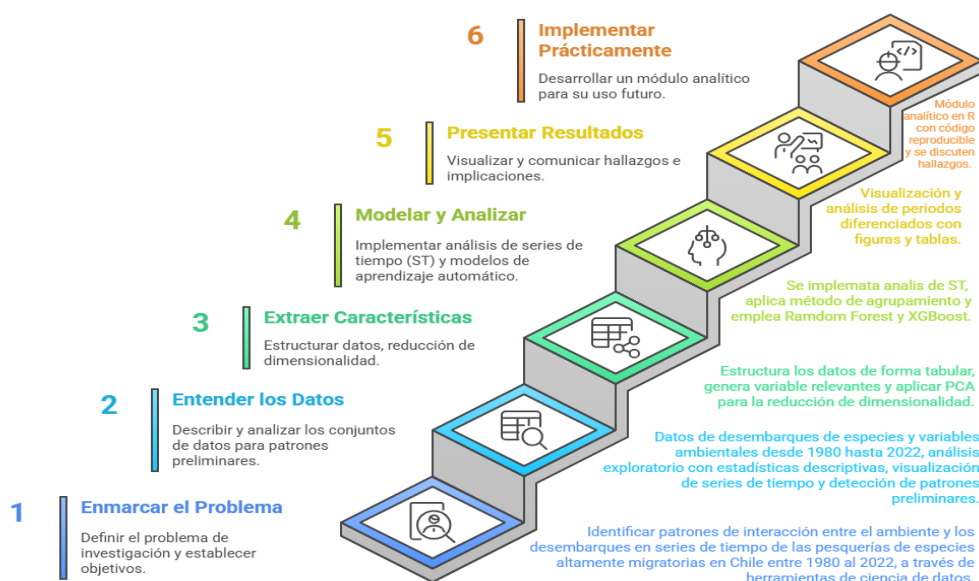 6
Implementar
Prácticamente
Desarrollar un módulo analítico
para su uso futuro.
Módulo
analítico en R
con código
reproducible
y se discuten
hallazgos.
5
Presentar Resultados
Visualizar y comunicar hallazgos e
implicaciones.
Visualización y
análisis de periodos
diferenciados con
figuras y tablas.
4
Modelar y Analizar
Implementar análisis de series de
tiempo (ST) y modelos de
aprendizaje automático.
Se implemata analis de ST,
aplica método de agrupamiento y
emplea Ramdom Forest y XGBoost.
3
Extraer Características
Estructurar datos, reducción de
dimensionalidad.
Estructura los datos de forma tabular,
genera variable relevantes y aplicar PCA
para la reducción de dimensionalidad.
2
Entender los Datos
Describir y analizar los conjuntos
de datos para patrones
preliminares.
Datos de desembarques de especies y variables
ambientales desde 1980 hasta 2022, análisis
exploratorio con estadísticas descriptivas, visualización
de series de tiempo y detección de patrones
preliminares.
1
Enmarcar el Problema
Definir el problema de
investigación y establecer
objetivos.
Identificar patrones de interacción entre el ambiente y los
desembarques en series de tiempo de las pesquerías de especies
altamente migratorias en Chile entre 1980 al 2022, a través de
herramientas de ciencia de datos.